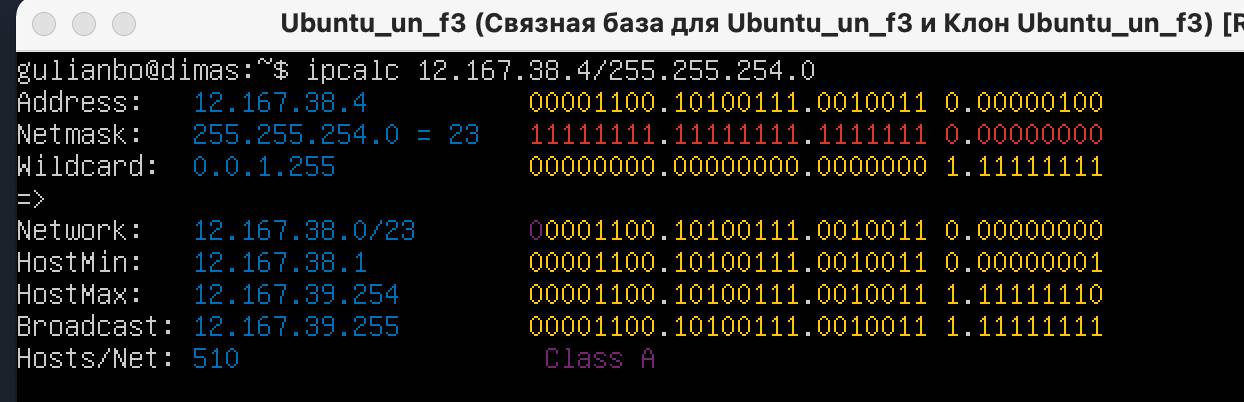 Ubuntu_un_f3 (Связная база для Ubuntu_un_f3 и Клон Ubuntu_un_f3) [R
gulianbo@dimas:~$ ipcalc 12.167.38.4/255.255.254.0
Address:   12.167.38.4          00001100.10100111.0010011 0.00000100
Netmask:   255.255.254.0 = 23   11111111.11111111.1111111 0.00000000
Wildcard:  0.0.1.255            00000000.00000000.0000000 1.11111111
=>
Network:   12.167.38.0/23       00001100.10100111.0010011 0.00000000
HostMin:   12.167.38.1          00001100.10100111.0010011 0.00000001
HostMax:   12.167.39.254        00001100.10100111.0010011 1.11111110
Broadcast: 12.167.39.255        00001100.10100111.0010011 1.11111111
Hosts/Net: 510                   Class A